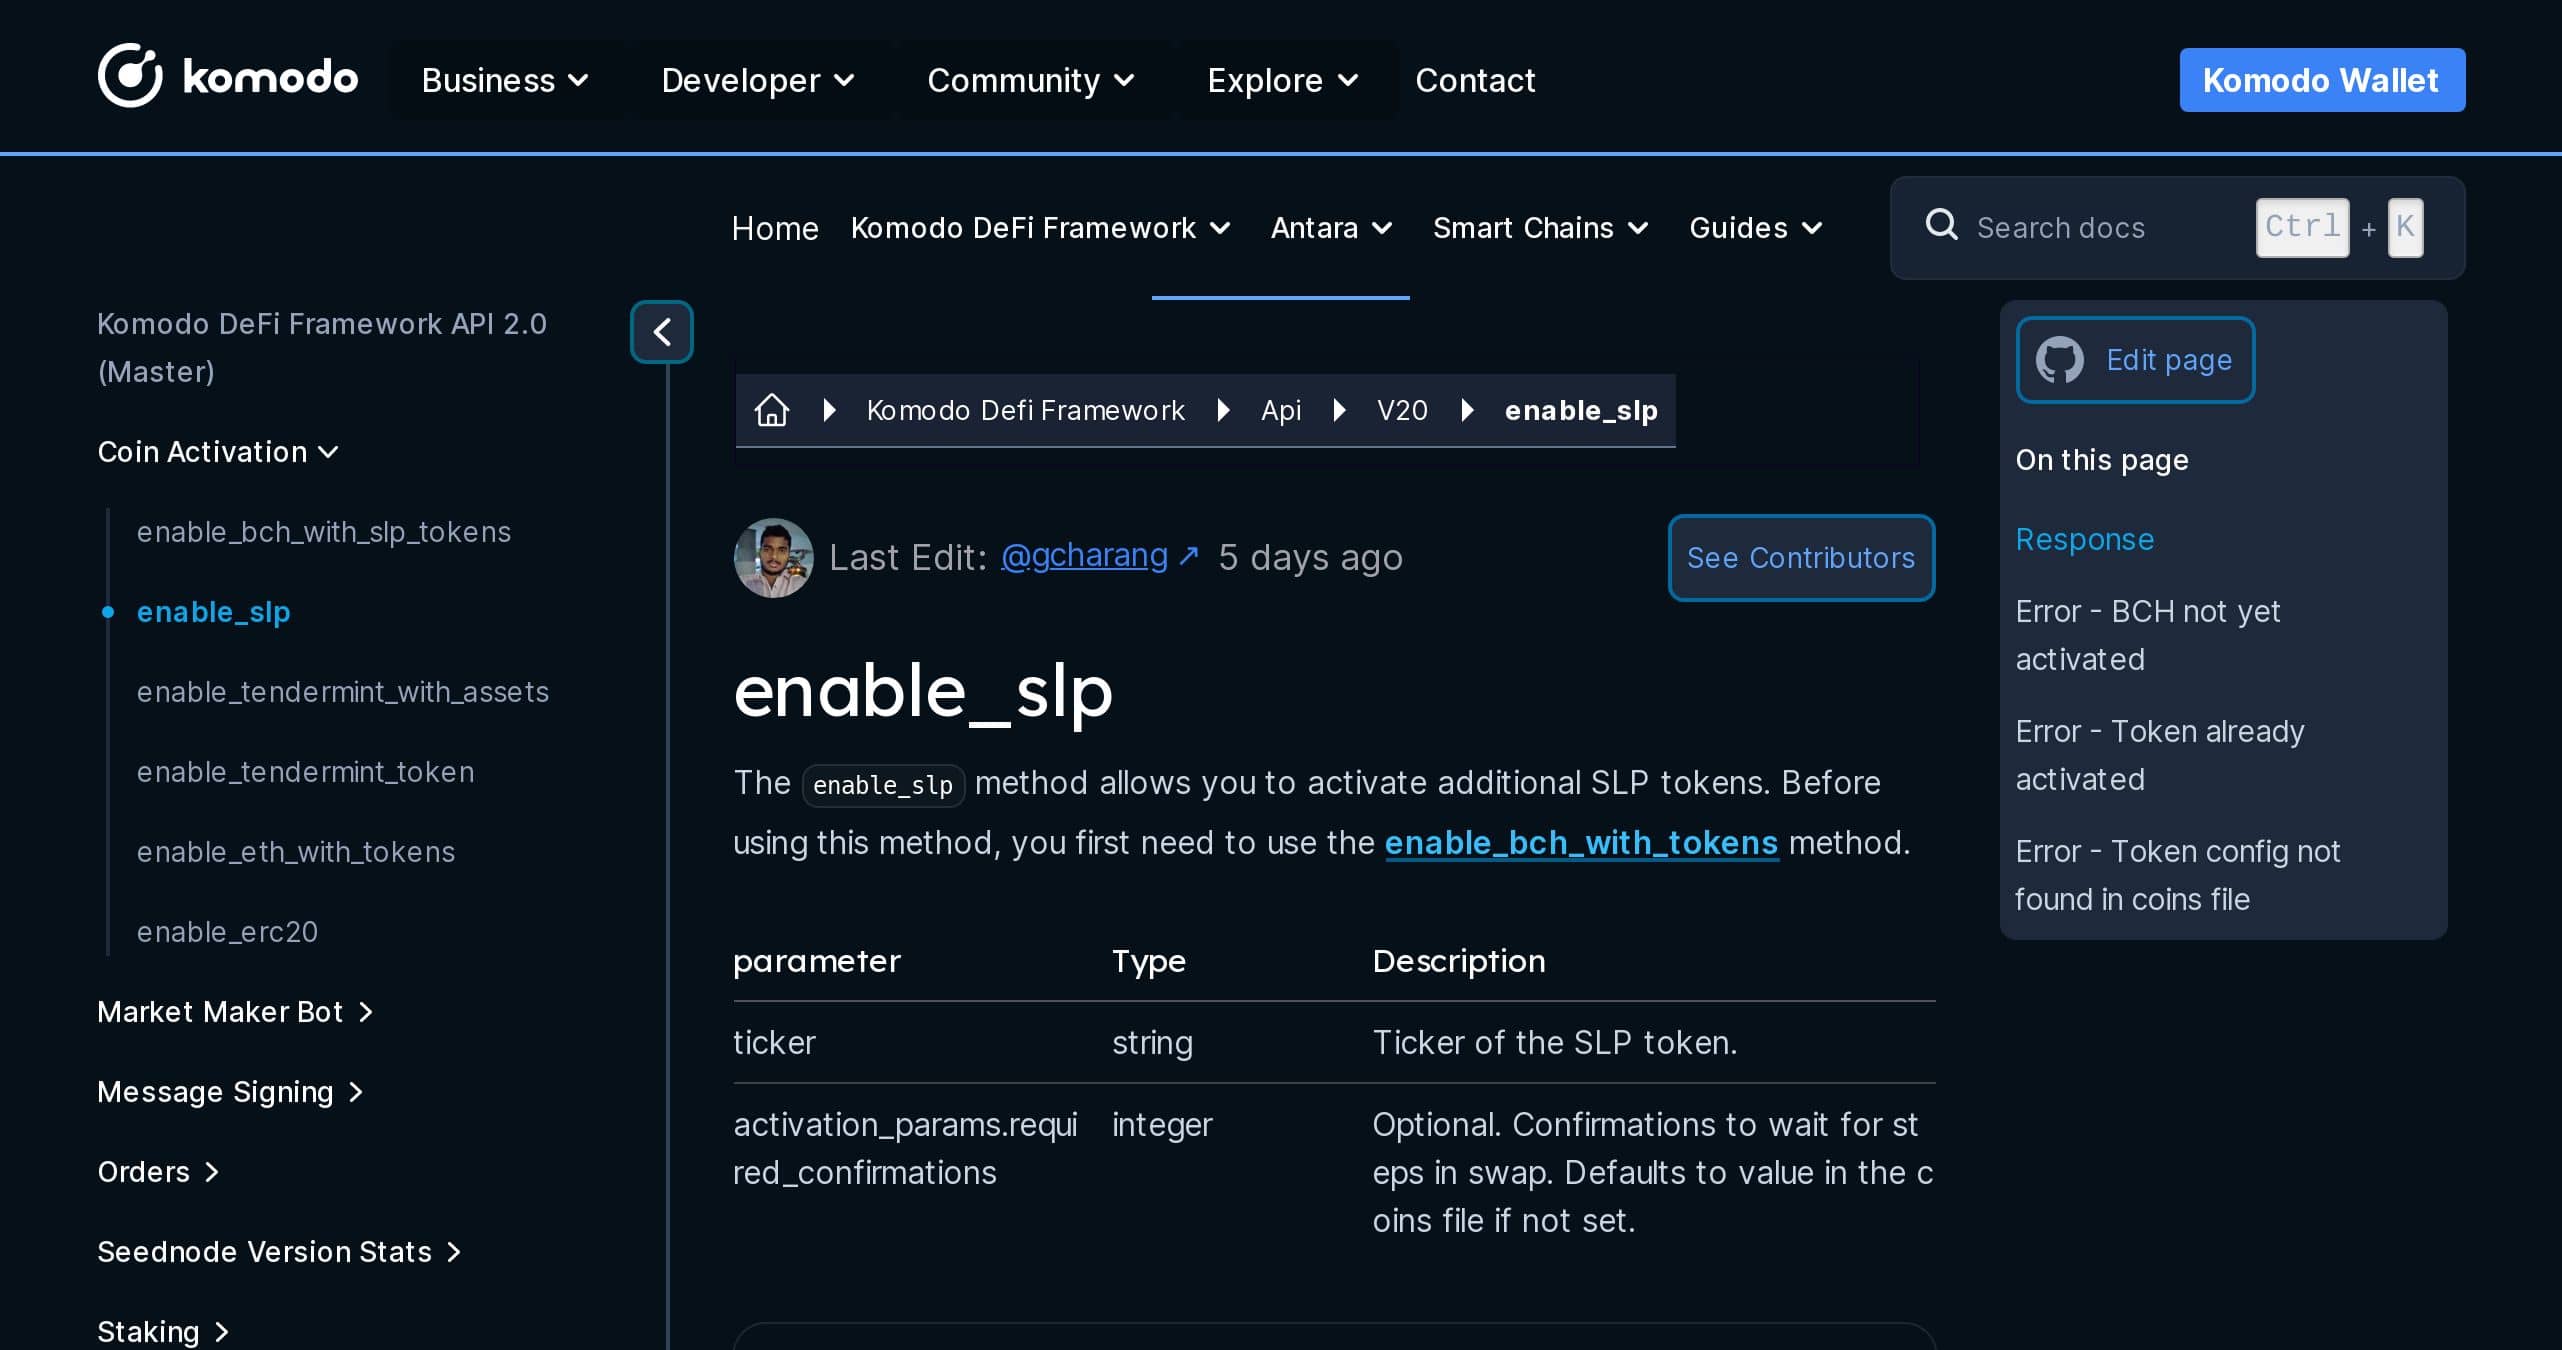 komodo Business Developer Community Explore Contact Komodo Wallet
Home Komodo DeFi Framework Antara Smart Chains Guides Search docs Ctrl + K
Komodo DeFi Framework API 2.0
(Master)
Coin Activation
enable_bch_with_slp_tokens
enable_slp
enable_tendermint_with_assets
enable_tendermint_token
enable_eth_with_tokens
enable_erc20
Market Maker Bot
Message Signing
Orders
Seednode Version Stats
Staking
Komodo Defi Framework Api V20 enable_slp
Last Edit: @gcharang ↗ 5 days ago See Contributors
enable_slp
The enable_slp method allows you to activate additional SLP tokens. Before
using this method, you first need to use the enable_bch_with_tokens method.
parameter Type Description
ticker string Ticker of the SLP token.
activation_params.requi integer Optional. Confirmations to wait for st
red_confirmations eps in swap. Defaults to value in the c
oins file if not set.
Edit page
On this page
Response
Error - BCH not yet
activated
Error - Token already
activated
Error - Token config not
found in coins file